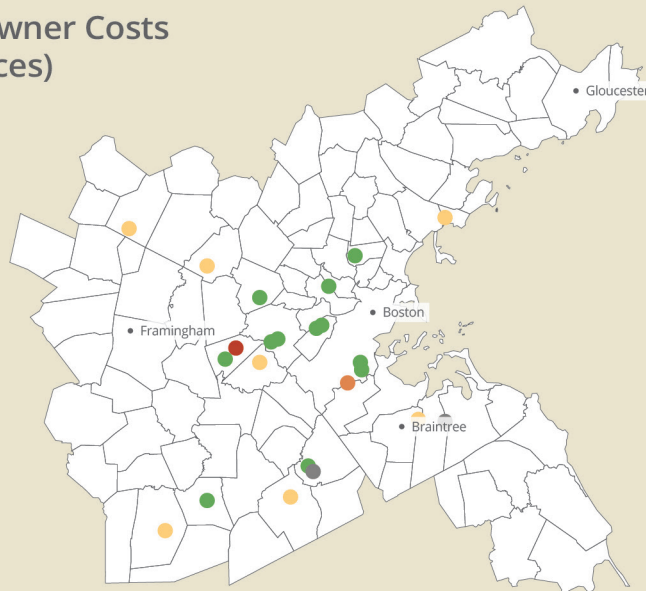 wner Costs
ces)
Gloucester
Boston
Framingham
Braintree